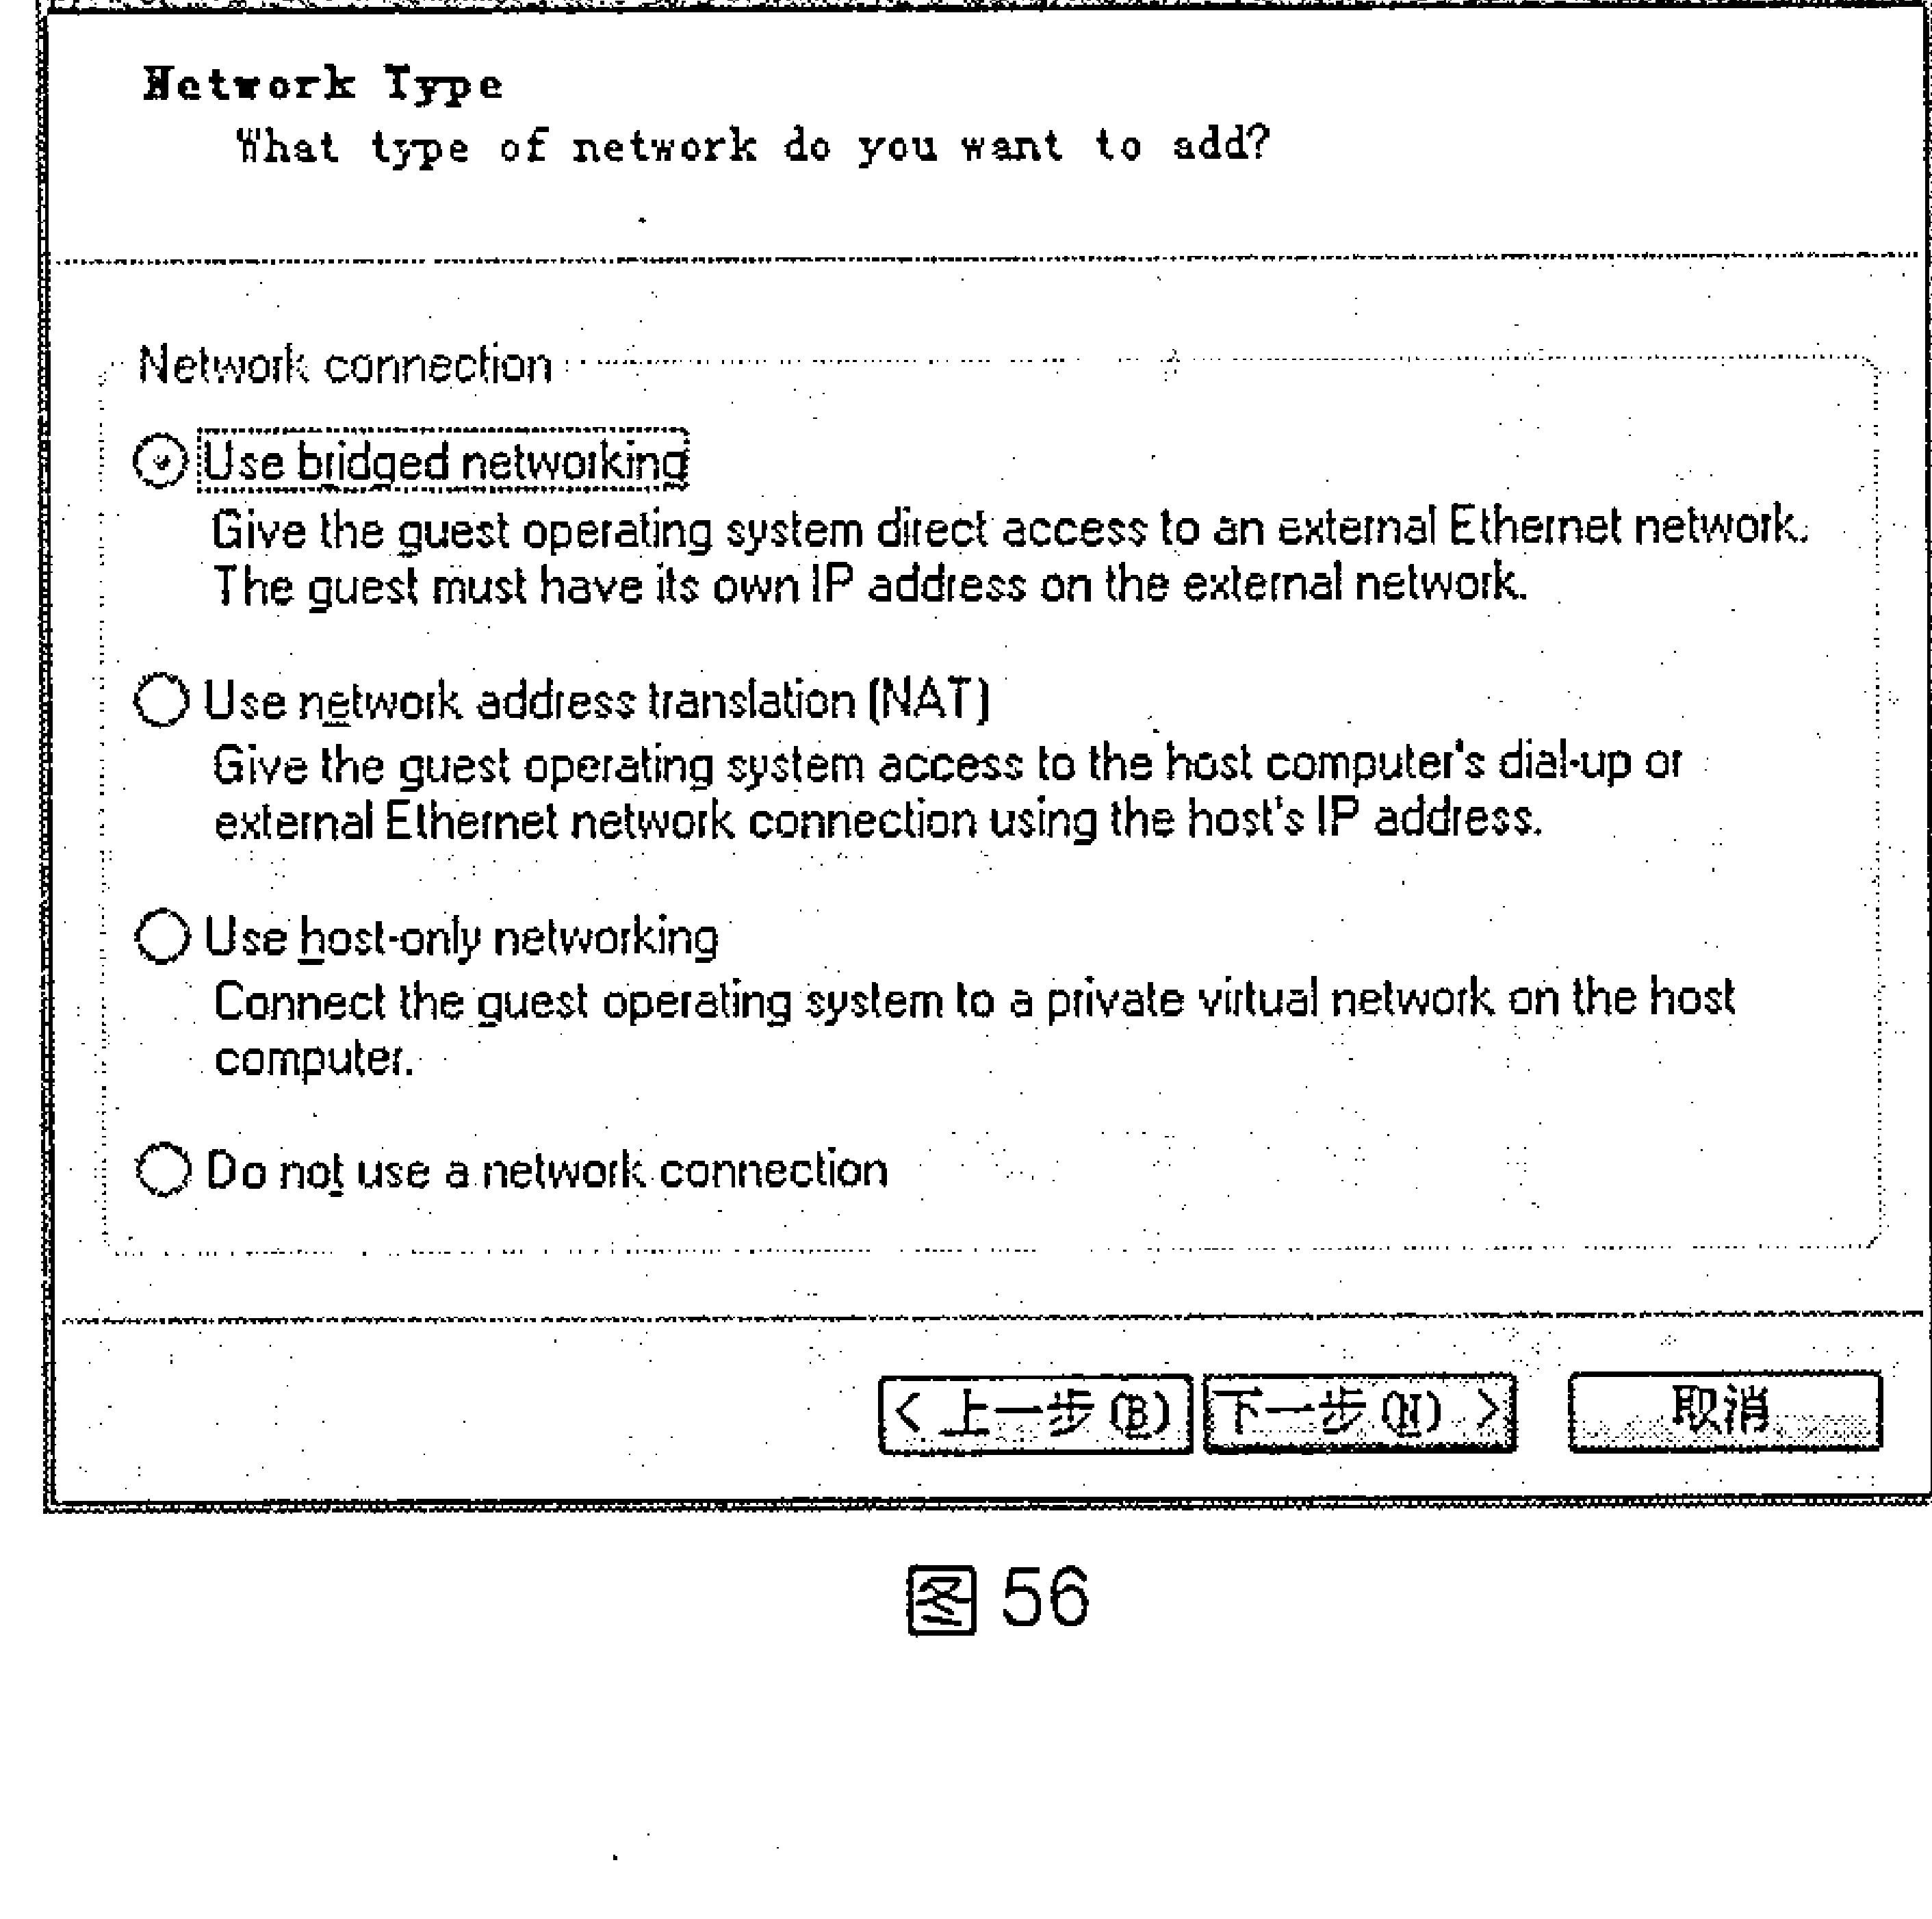 Network Type
What type of network do you want to add?
Network connection
Use bridged networking
Give the guest operating system direct access to an external Ethernet network.
The guest must have its own IP address on the external network.
Use network address translation (NAT)
Give the guest operating system access to the host computer's dial-up or
external Ethernet network connection using the host's IP address.
Use host-only networking
Connect the guest operating system to a private virtual network on the host
computer.
Do not use a network connection
< 上一步(B) 下一步(N) > 取消
图 56